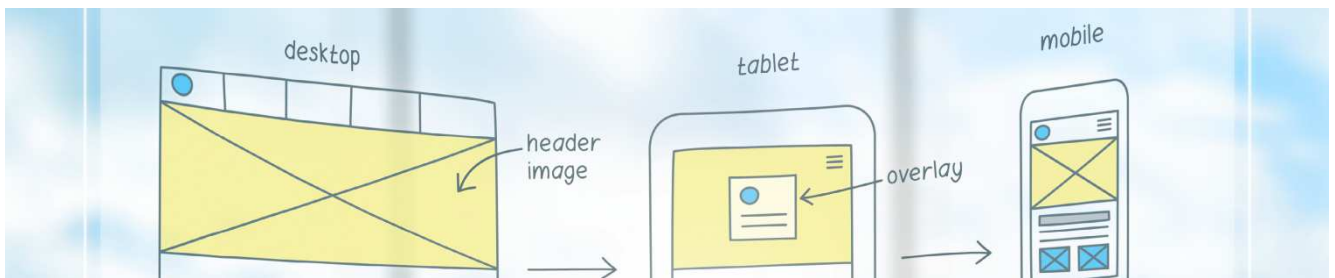 desktop
header
image
tablet
overlay
mobile